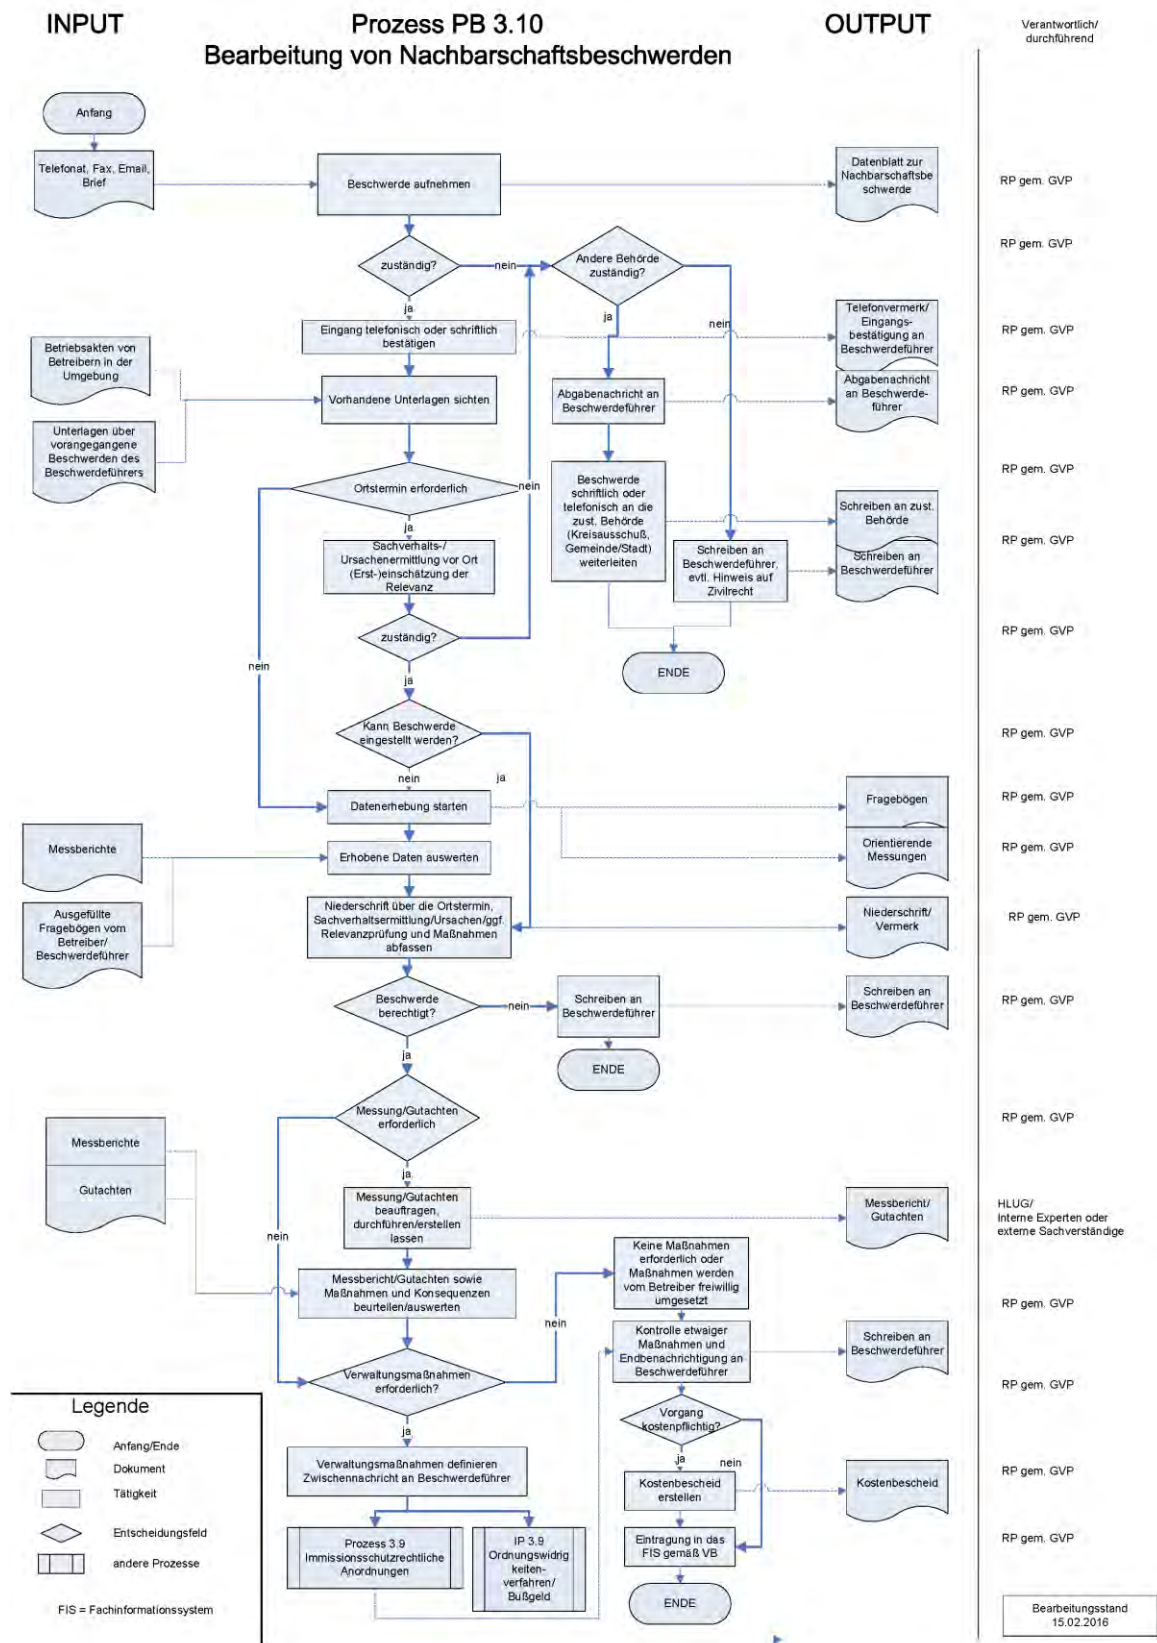 INPUT
Prozess PB 3.10
Bearbeitung von Nachbarschaftsbeschwerden
OUTPUT
Verantwortlich/
durchführend
Anfang
Telefonat, Fax, Email,
Brief
Beschwerde aufnehmen
Datenblatt zur
Nachbarschaftsbe
schwerde
RP gem. GVP
zuständig?
nein
Andere Behörde
zuständig?
RP gem. GVP
ja
ja
nein
Eingang telefonisch oder schriftlich
bestätigen
Telefonvermerk/
Eingangs-
bestätigung an
Beschwerdeführer
RP gem. GVP
Betriebsakten von
Betreibern in der
Umgebung
Vorhandene Unterlagen sichten
Abgabenachricht an
Beschwerdeführer
Abgabenachricht
an Beschwerde-
führer
RP gem. GVP
Unterlagen über
vorangegangene
Beschwerden des
Beschwerdeführers
Ortstermin erforderlich
nein
Beschwerde
schriftlich oder
telefonisch an die
zust. Behörde
(Kreisausschuß,
Gemeinde/Stadt)
weiterleiten
RP gem. GVP
Schreiben an zust.
Behörde
ja
Sachverhalts-/
Ursachenermittlung vor Ort
(Erst-)einschätzung der
Relevanz
Schreiben an
Beschwerdeführer,
evtl. Hinweis auf
Zivilrecht
Schreiben an
Beschwerdeführer
RP gem. GVP
zuständig?
RP gem. GVP
nein
ja
ENDE
Kann Beschwerde
eingestellt werden?
RP gem. GVP
nein
ja
Datenerhebung starten
Fragebögen
RP gem. GVP
Messberichte
Erhobene Daten auswerten
Orientierende
Messungen
RP gem. GVP
Ausgefüllte
Fragebögen vom
Betreiber/
Beschwerdeführer
Niederschrift über die Ortstermin,
Sachverhaltsermittlung/Ursachen/ggf.
Relevanzprüfung und Maßnahmen
abfassen
Niederschrift/
Vermerk
RP gem. GVP
Beschwerde
berechtigt?
nein
Schreiben an
Beschwerdeführer
Schreiben an
Beschwerdeführer
RP gem. GVP
ja
ENDE
Messung/Gutachten
erforderlich
RP gem. GVP
Messberichte
Gutachten
ja
nein
Messung/Gutachten
beauftragen,
durchführen/erstellen
lassen
Messbericht/
Gutachten
HLUG/
Interne Experten oder
externe Sachverständige
Keine Maßnahmen
erforderlich oder
Maßnahmen werden
vom Betreiber freiwillig
umgesetzt
Messbericht/Gutachten sowie
Maßnahmen und Konsequenzen
beurteilen/auswerten
RP gem. GVP
nein
Kontrolle etwaiger
Maßnahmen und
Endbenachrichtigung an
Beschwerdeführer
Schreiben an
Beschwerdeführer
Verwaltungsmaßnahmen
erforderlich?
RP gem. GVP
ja
Vorgang
kostenpflichtig?
ja
nein
Verwaltungsmaßnahmen definieren
Zwischennachricht an Beschwerdeführer
Kostenbescheid
erstellen
Kostenbescheid
RP gem. GVP
Prozess 3.9
Immissionsschutzrechtliche
Anordnungen
IP 3.9
Ordnungswidrig
keiten-
verfahren/
Bußgeld
Eintragung in das
FIS gemäß VB
RP gem. GVP
ENDE
Legende
Anfang/Ende
Dokument
Tätigkeit
Entscheidungsfeld
andere Prozesse
FIS = Fachinformationssystem
Bearbeitungsstand
15.02.2016